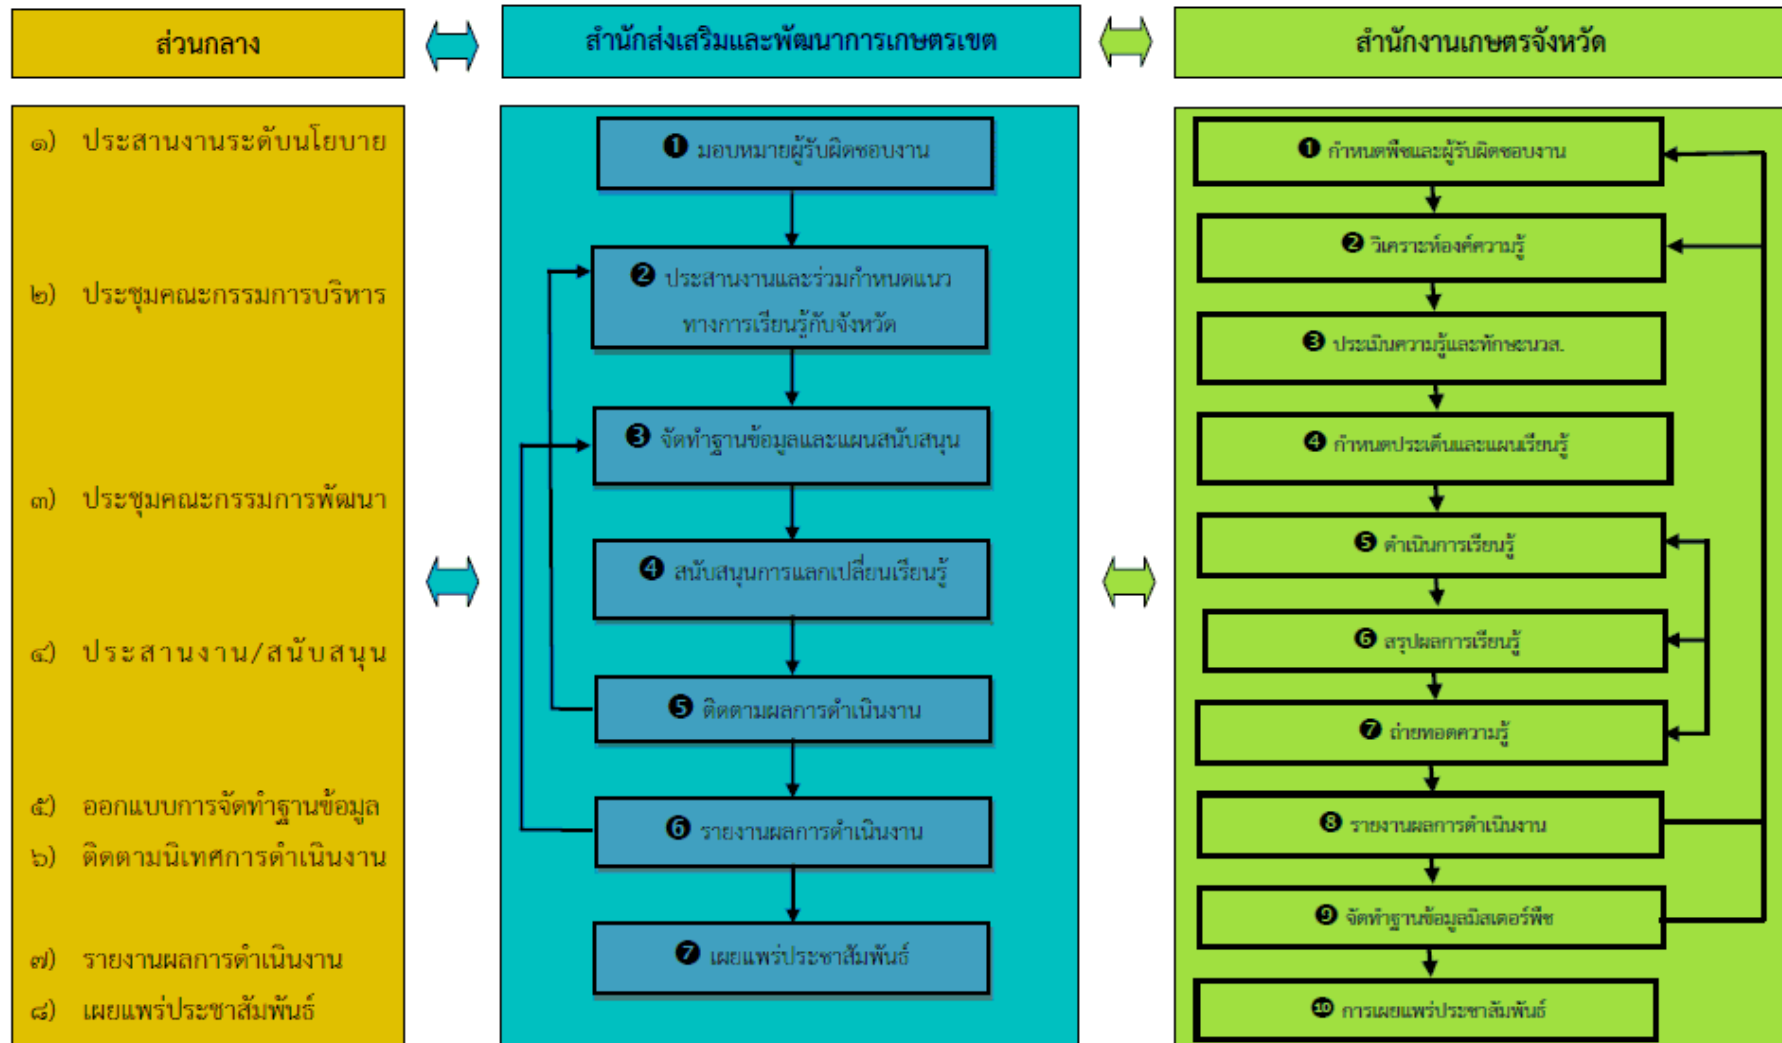 ส่วนกลาง
สำนักส่งเสริมและพัฒนาการเกษตรเขต
สำนักงานเกษตรจังหวัด
๑) ประสานงานระดับนโยบาย
๒) ประชุมคณะกรรมการบริหาร
๓) ประชุมคณะกรรมการพัฒนา
๔) ประสานงาน/สนับสนุน
๕) ออกแบบการจัดทำฐานข้อมูล
๖) ติดตามนิเทศการดำเนินงาน
๗) รายงานผลการดำเนินงาน
๘) เผยแพร่ประชาสัมพันธ์
❶ มอบหมายผู้รับผิดชอบงาน
❷ ประสานงานและร่วมกำหนดแนว
ทางการเรียนรู้กับจังหวัด
❸ จัดทำฐานข้อมูลและแผนสนับสนุน
❹ สนับสนุนการแลกเปลี่ยนเรียนรู้
❺ ติดตามผลการดำเนินงาน
❻ รายงานผลการดำเนินงาน
❼ เผยแพร่ประชาสัมพันธ์
❶ กำหนดพืชและผู้รับผิดชอบงาน
❷ วิเคราะห์องค์ความรู้
❸ ประเมินความรู้และทักษะนวส.
❹ กำหนดประเด็นและแผนเรียนรู้
❺ ดำเนินการเรียนรู้
❻ สรุปผลการเรียนรู้
❼ ถ่ายทอดความรู้
❽ รายงานผลการดำเนินงาน
❾ จัดทำฐานข้อมูลมิสเตอร์พืช
❿ การเผยแพร่ประชาสัมพันธ์